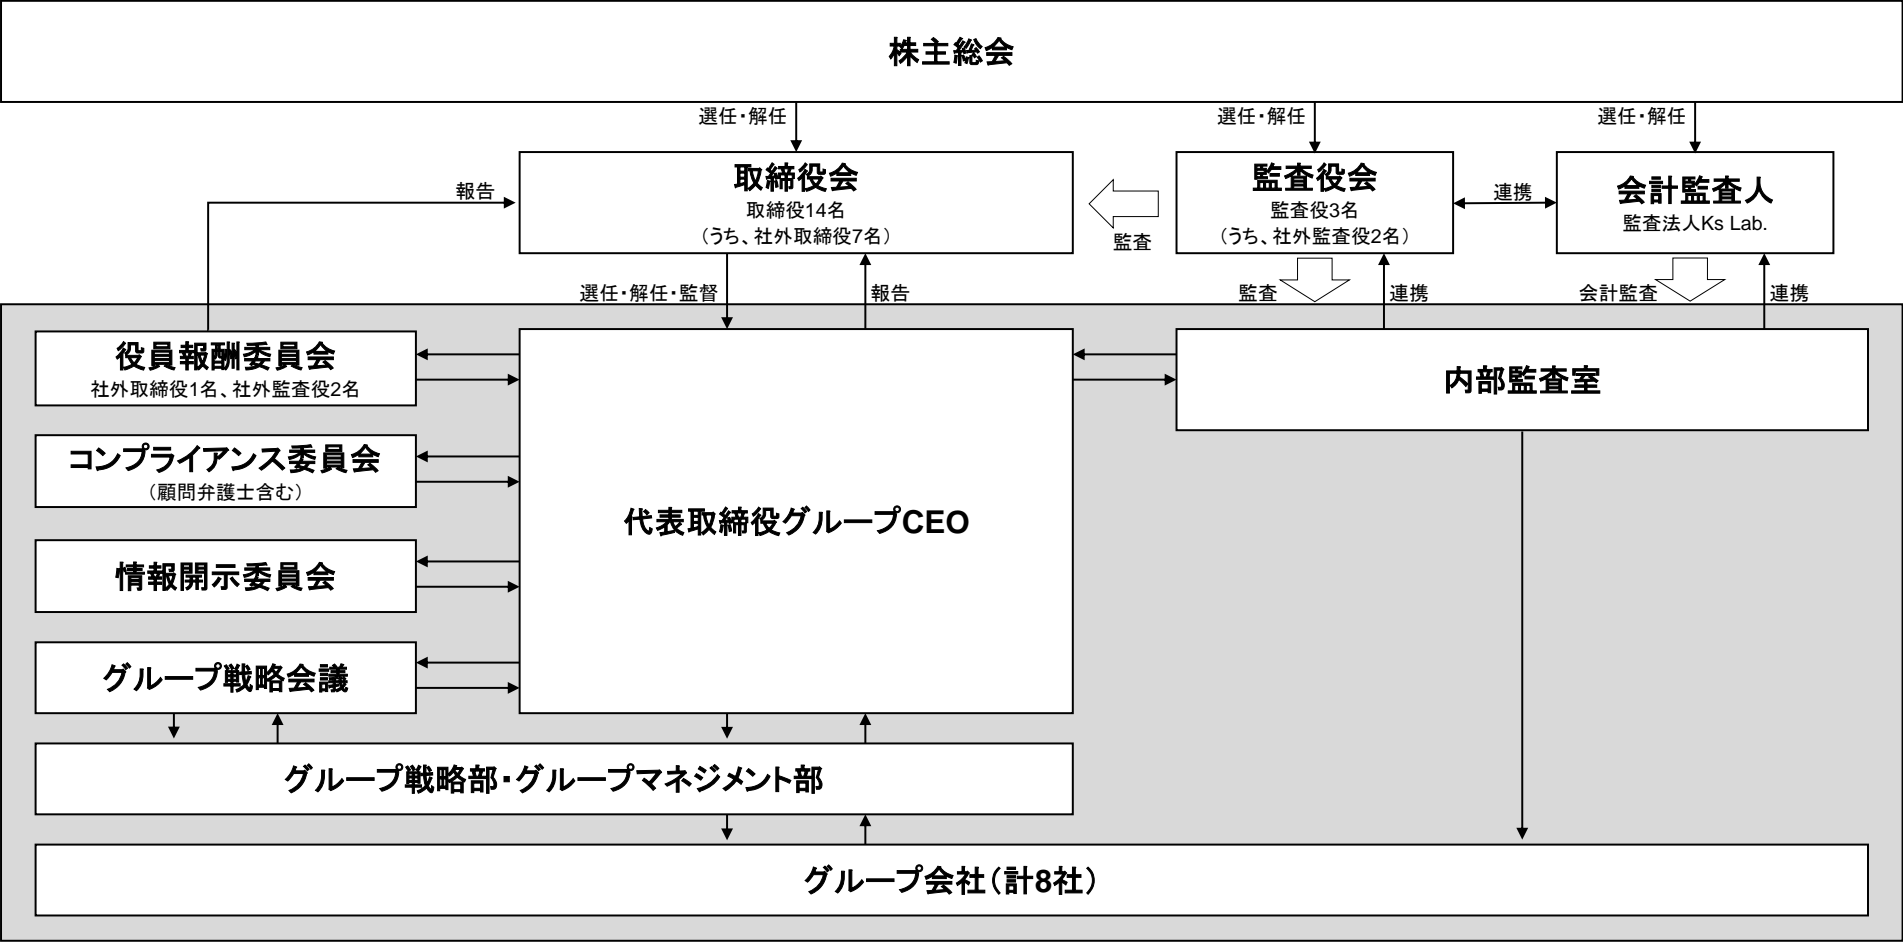 株主総会
選任・解任
選任・解任
選任・解任
取締役会
取締役14名
（うち、社外取締役7名）
監査
監査役会
監査役3名
（うち、社外監査役2名）
連携
会計監査人
監査法人Ks Lab.
報告
選任・解任・監督
報告
監査
連携
会計監査
連携
役員報酬委員会
社外取締役1名、社外監査役2名
コンプライアンス委員会
（顧問弁護士含む）
情報開示委員会
グループ戦略会議
代表取締役グループCEO
内部監査室
グループ戦略部・グループマネジメント部
グループ会社（計8社）